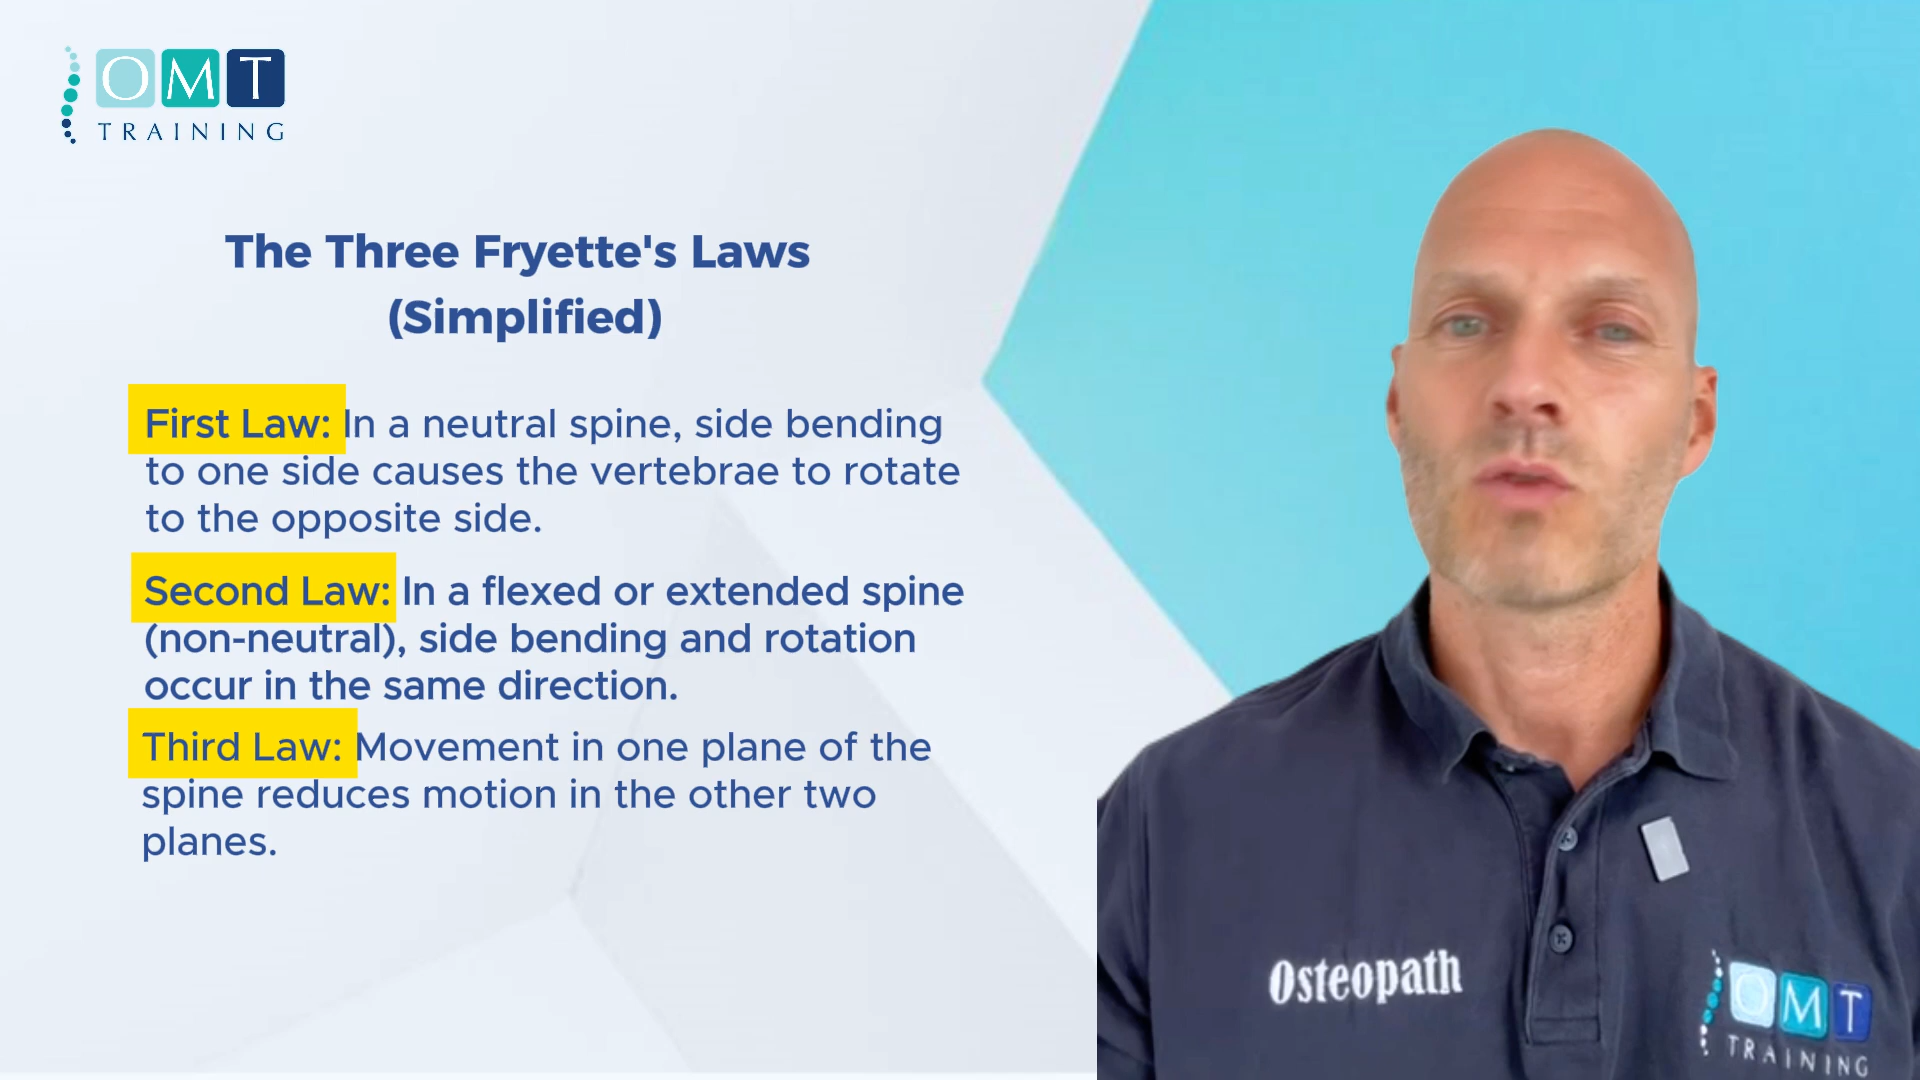 OMT
TRAINING
The Three Fryette's Laws
(Simplified)
First Law: In a neutral spine, side bending
to one side causes the vertebrae to rotate
to the opposite side.
Second Law: In a flexed or extended spine
(non-neutral), side bending and rotation
occur in the same direction.
Third Law: Movement in one plane of the
spine reduces motion in the other two
planes.
Osteopath
OMT
TRAINING